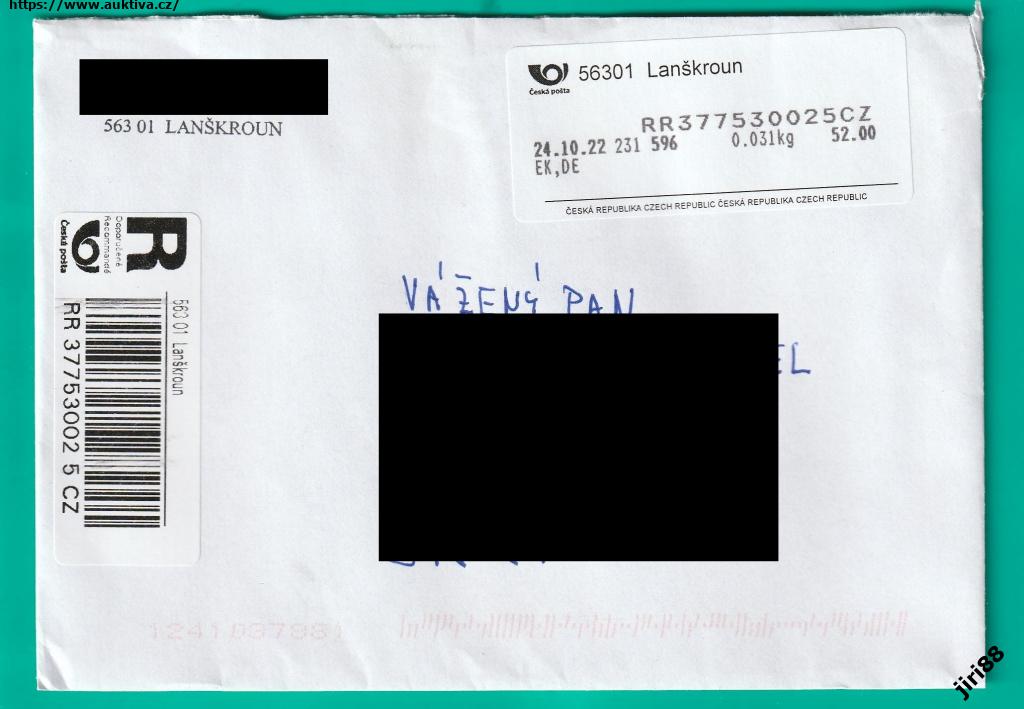 https://www.auktiva.cz/
563 01 LANŠKROUN
Česká pošta
56301 Lanškroun
RR377530025CZ
24.10.22 231 596 0.031kg 52.00
EK,DE
ČESKÁ REPUBLIKA CZECH REPUBLIC ČESKÁ REPUBLIKA CZECH REPUBLIC
R
Doporučeně
Recommandé
Česká pošta
563 01 Lanškroun
RR 37753002 5 CZ
VÁŽENÝ PAN
EL
jiri88